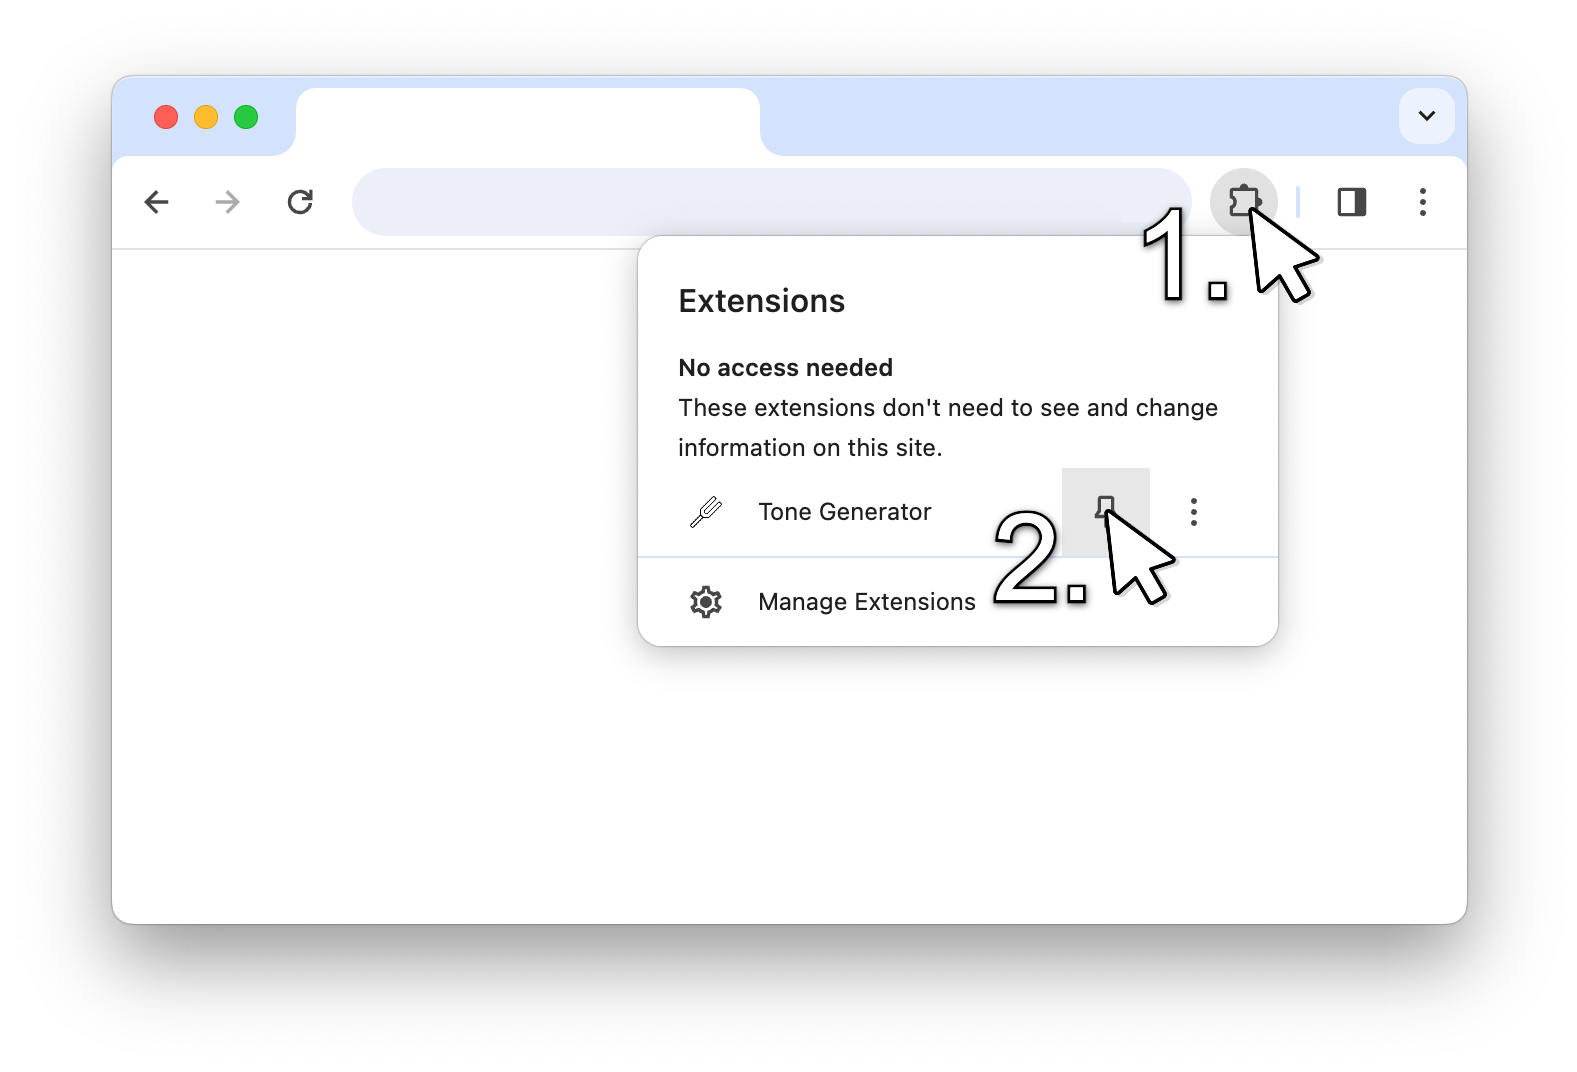 1.
Extensions
No access needed
These extensions don't need to see and change
information on this site.
Tone Generator
2.
Manage Extensions